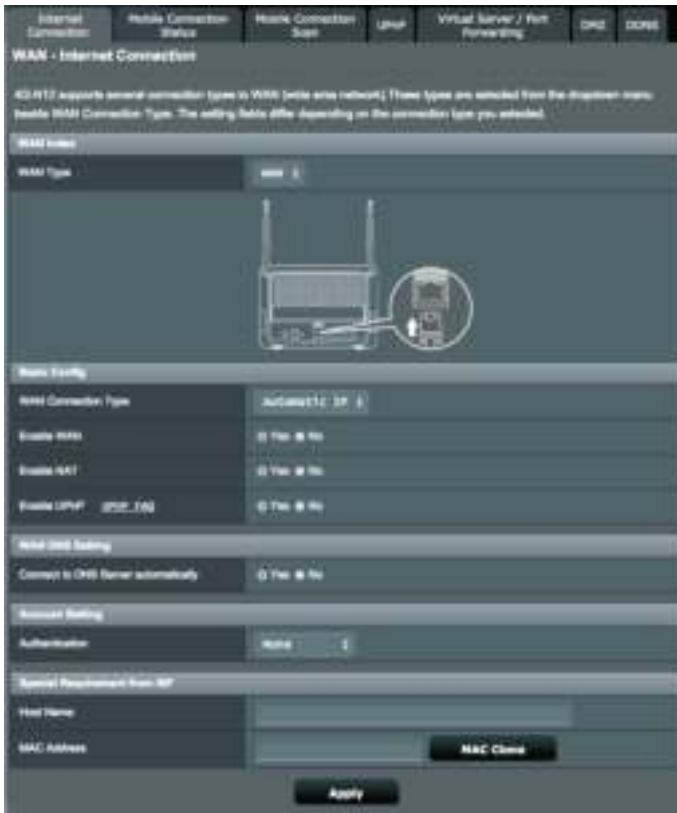 Internet
Connection
Mobile Connection
Status
Mobile Connection
Scan
UPnP
Virtual Server / Port
Forwarding
DMZ
DDNS
WAN - Internet Connection
4G-N12 supports several connection types to WAN (wide area network). These types are selected from the dropdown menu
beside WAN Connection Type. The setting fields differ depending on the connection type you selected.
WAN Index
WAN Type
WAN
Basic Config
WAN Connection Type
Automatic IP
Enable WAN
Yes No
Enable NAT
Yes No
Enable UPnP UPnP FAQ
Yes No
WAN DNS Setting
Connect to DNS Server automatically
Yes No
Account Setting
Authentication
None
Special Requirement from ISP
Host Name
MAC Address
MAC Clone
Apply